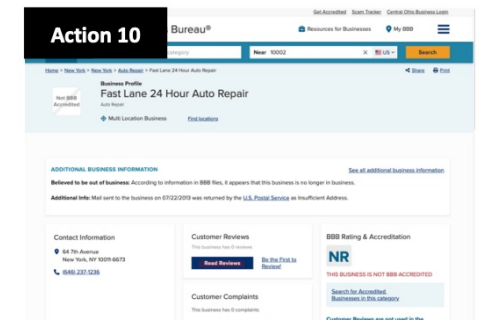 Get Accredited Scam Tracker Central Ohio Business Login
Action 10
Bureau®
Resources for Businesses
My BBB
category
Near 10002
X
US
Search
Home > New York > New York > Auto Repair > Fast Lane 24 Hour Auto Repair
Share
Print
Not BBB
Accredited
Business Profile
Fast Lane 24 Hour Auto Repair
Auto Repair
Multi Location Business
Find locations
ADDITIONAL BUSINESS INFORMATION
See all additional business information
Believed to be out of business: According to information in BBB files, it appears that this business is no longer in business.
Additional Info: Mail sent to the business on 07/22/2013 was returned by the U.S. Postal Service as Insufficient Address.
Contact Information
64 7th Avenue
New York, NY 10011-6673
(646) 237-1236
Customer Reviews
This business has 0 reviews
Read Reviews
Be the First to
Review!
Customer Complaints
This business has 0 complaints
BBB Rating & Accreditation
NR
THIS BUSINESS IS NOT BBB ACCREDITED
Search for Accredited
Businesses in this category
Customer Reviews are not used in the